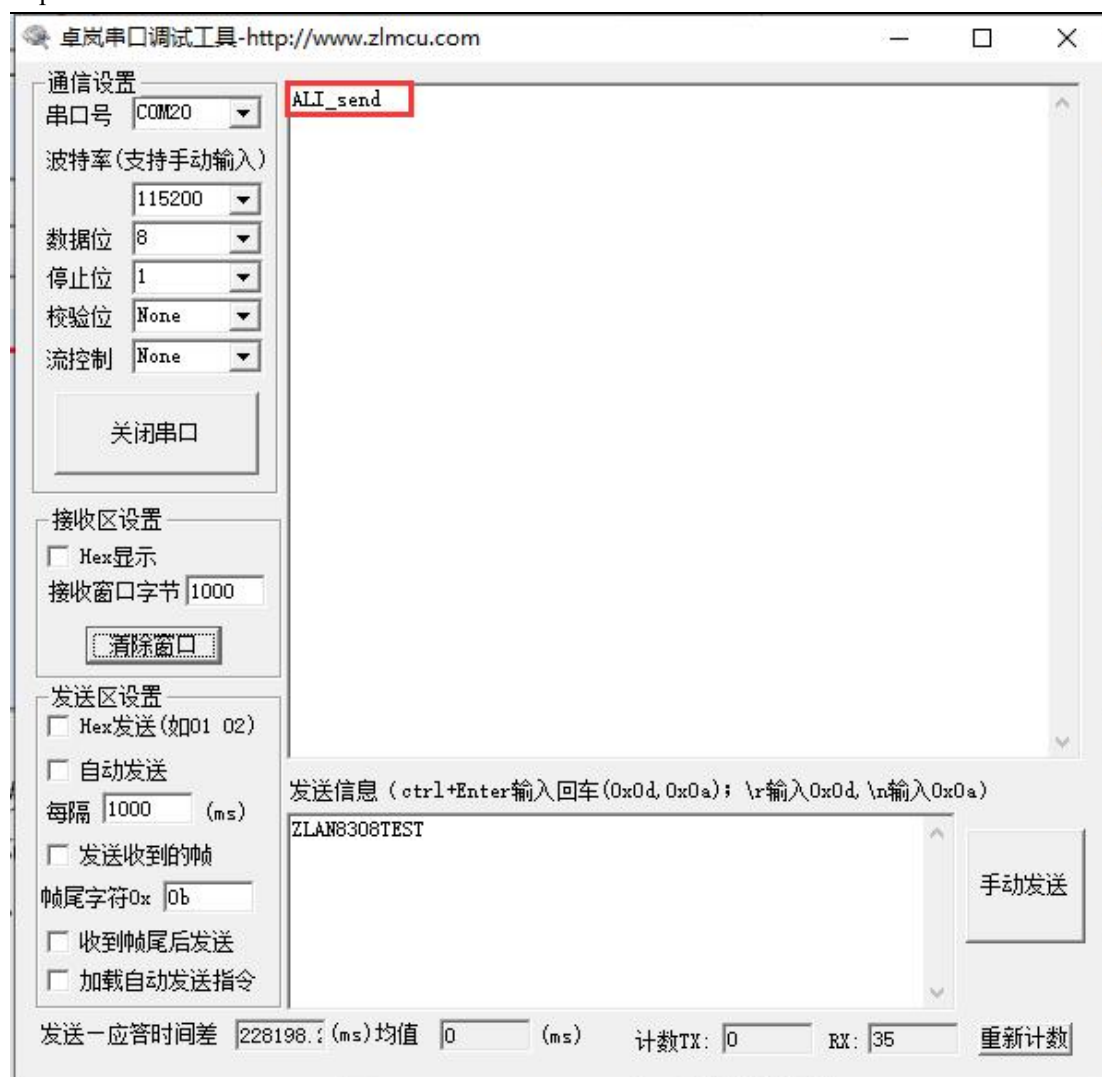 卓岚串口调试工具-http://www.zlmcu.com
通信设置
串口号 COM20
波特率(支持手动输入)
115200
数据位 8
停止位 1
校验位 None
流控制 None
关闭串口
接收区设置
Hex显示
接收窗口字节 1000
清除窗口
发送区设置
Hex发送(如01 02)
自动发送
每隔 1000 (ms)
发送收到的帧
帧尾字符0x 0b
收到帧尾后发送
加载自动发送指令
ALI_send
发送信息(ctrl+Enter输入回车(0x0d,0x0a); \r输入0x0d,\n输入0x0a)
ZLAN8308TEST
手动发送
发送一应答时间差 228198. (ms)均值 0 (ms) 计数TX: 0 RX: 35 重新计数